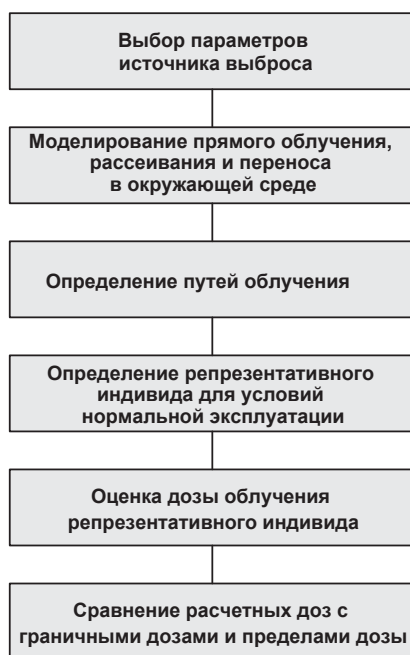 Выбор параметров
источника выброса
Моделирование прямого облучения,
рассеивания и переноса
в окружающей среде
Определение путей облучения
Определение репрезентативного
индивида для условий
нормальной эксплуатации
Оценка дозы облучения
репрезентативного индивида
Сравнение расчетных доз с
граничными дозами и пределами дозы